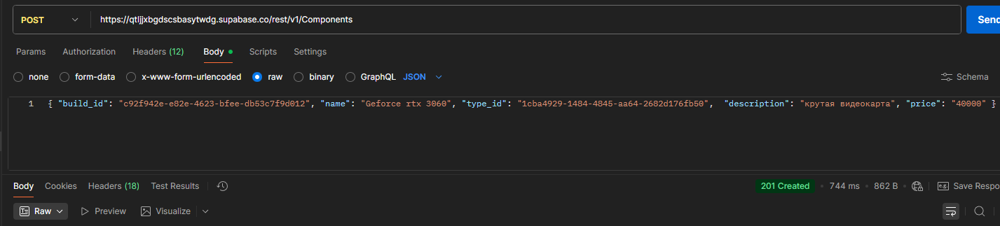 POST https://qtljjxbgdscsbasytwdg.supabase.co/rest/v1/Components Send
Params Authorization Headers (12) Body Scripts Settings
none form-data x-www-form-urlencoded raw binary GraphQL JSON Schema
1 { "build_id": "c92f942e-e82e-4623-bfee-db53c7f9d012", "name": "Geforce rtx 3060", "type_id": "1cba4929-1484-4845-aa64-2682d176fb50", "description": "крутая видеокарта", "price": "40000" }
Body Cookies Headers (18) Test Results 201 Created • 744 ms • 862 B • e.g. Save Respo
Raw Preview Visualize